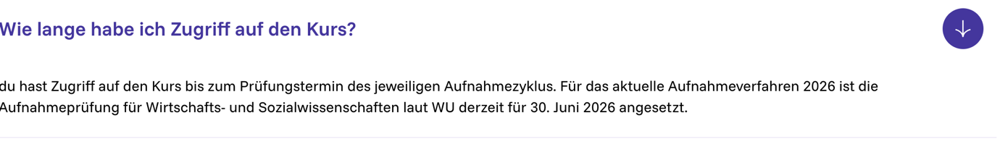 Wie lange habe ich Zugriff auf den Kurs?
du hast Zugriff auf den Kurs bis zum Prüfungstermin des jeweiligen Aufnahmezyklus. Für das aktuelle Aufnahmeverfahren 2026 ist die
Aufnahmeprüfung für Wirtschafts- und Sozialwissenschaften laut WU derzeit für 30. Juni 2026 angesetzt.